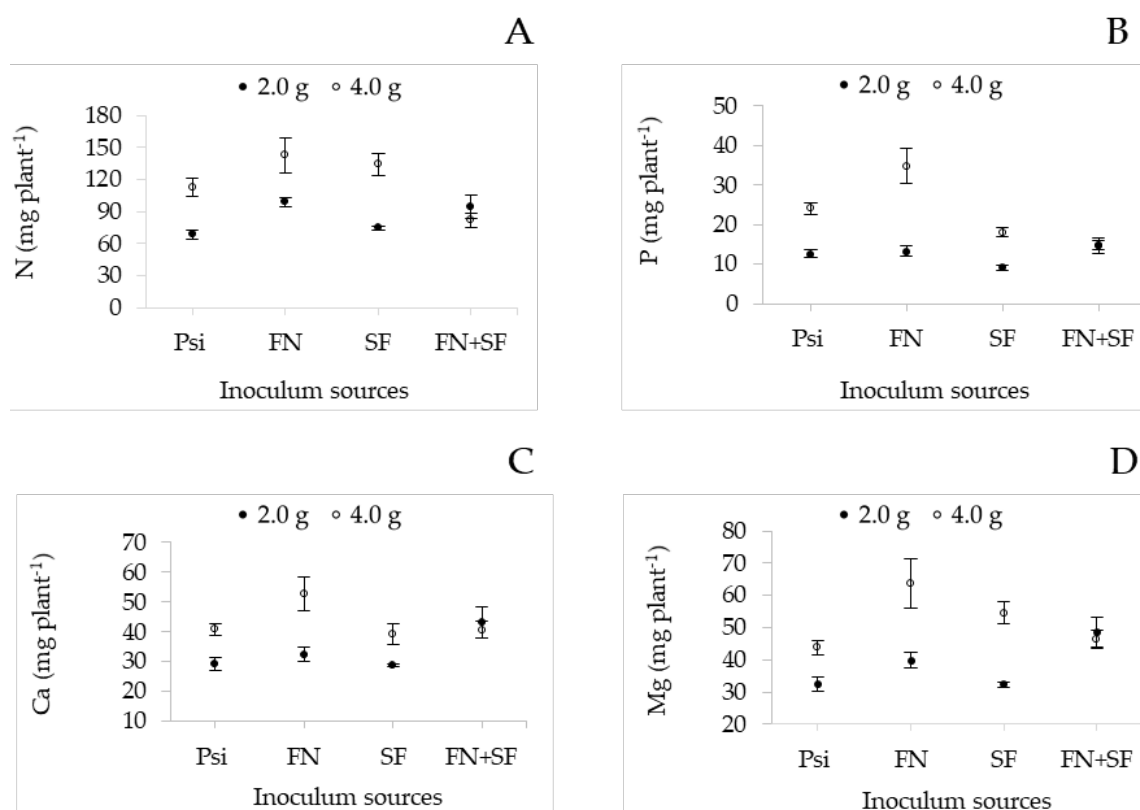 A
● 2.0 g ○ 4.0 g
N (mg plant⁻¹)
180
150
120
90
60
30
0
Psi FN SF FN+SF
Inoculum sources
B
● 2.0 g ○ 4.0 g
P (mg plant⁻¹)
50
40
30
20
10
0
Psi FN SF FN+SF
Inoculum sources
C
● 2.0 g ○ 4.0 g
Ca (mg plant⁻¹)
70
60
50
40
30
20
10
Psi FN SF FN+SF
Inoculum sources
D
● 2.0 g ○ 4.0 g
Mg (mg plant⁻¹)
80
70
60
50
40
30
20
Psi FN SF FN+SF
Inoculum sources